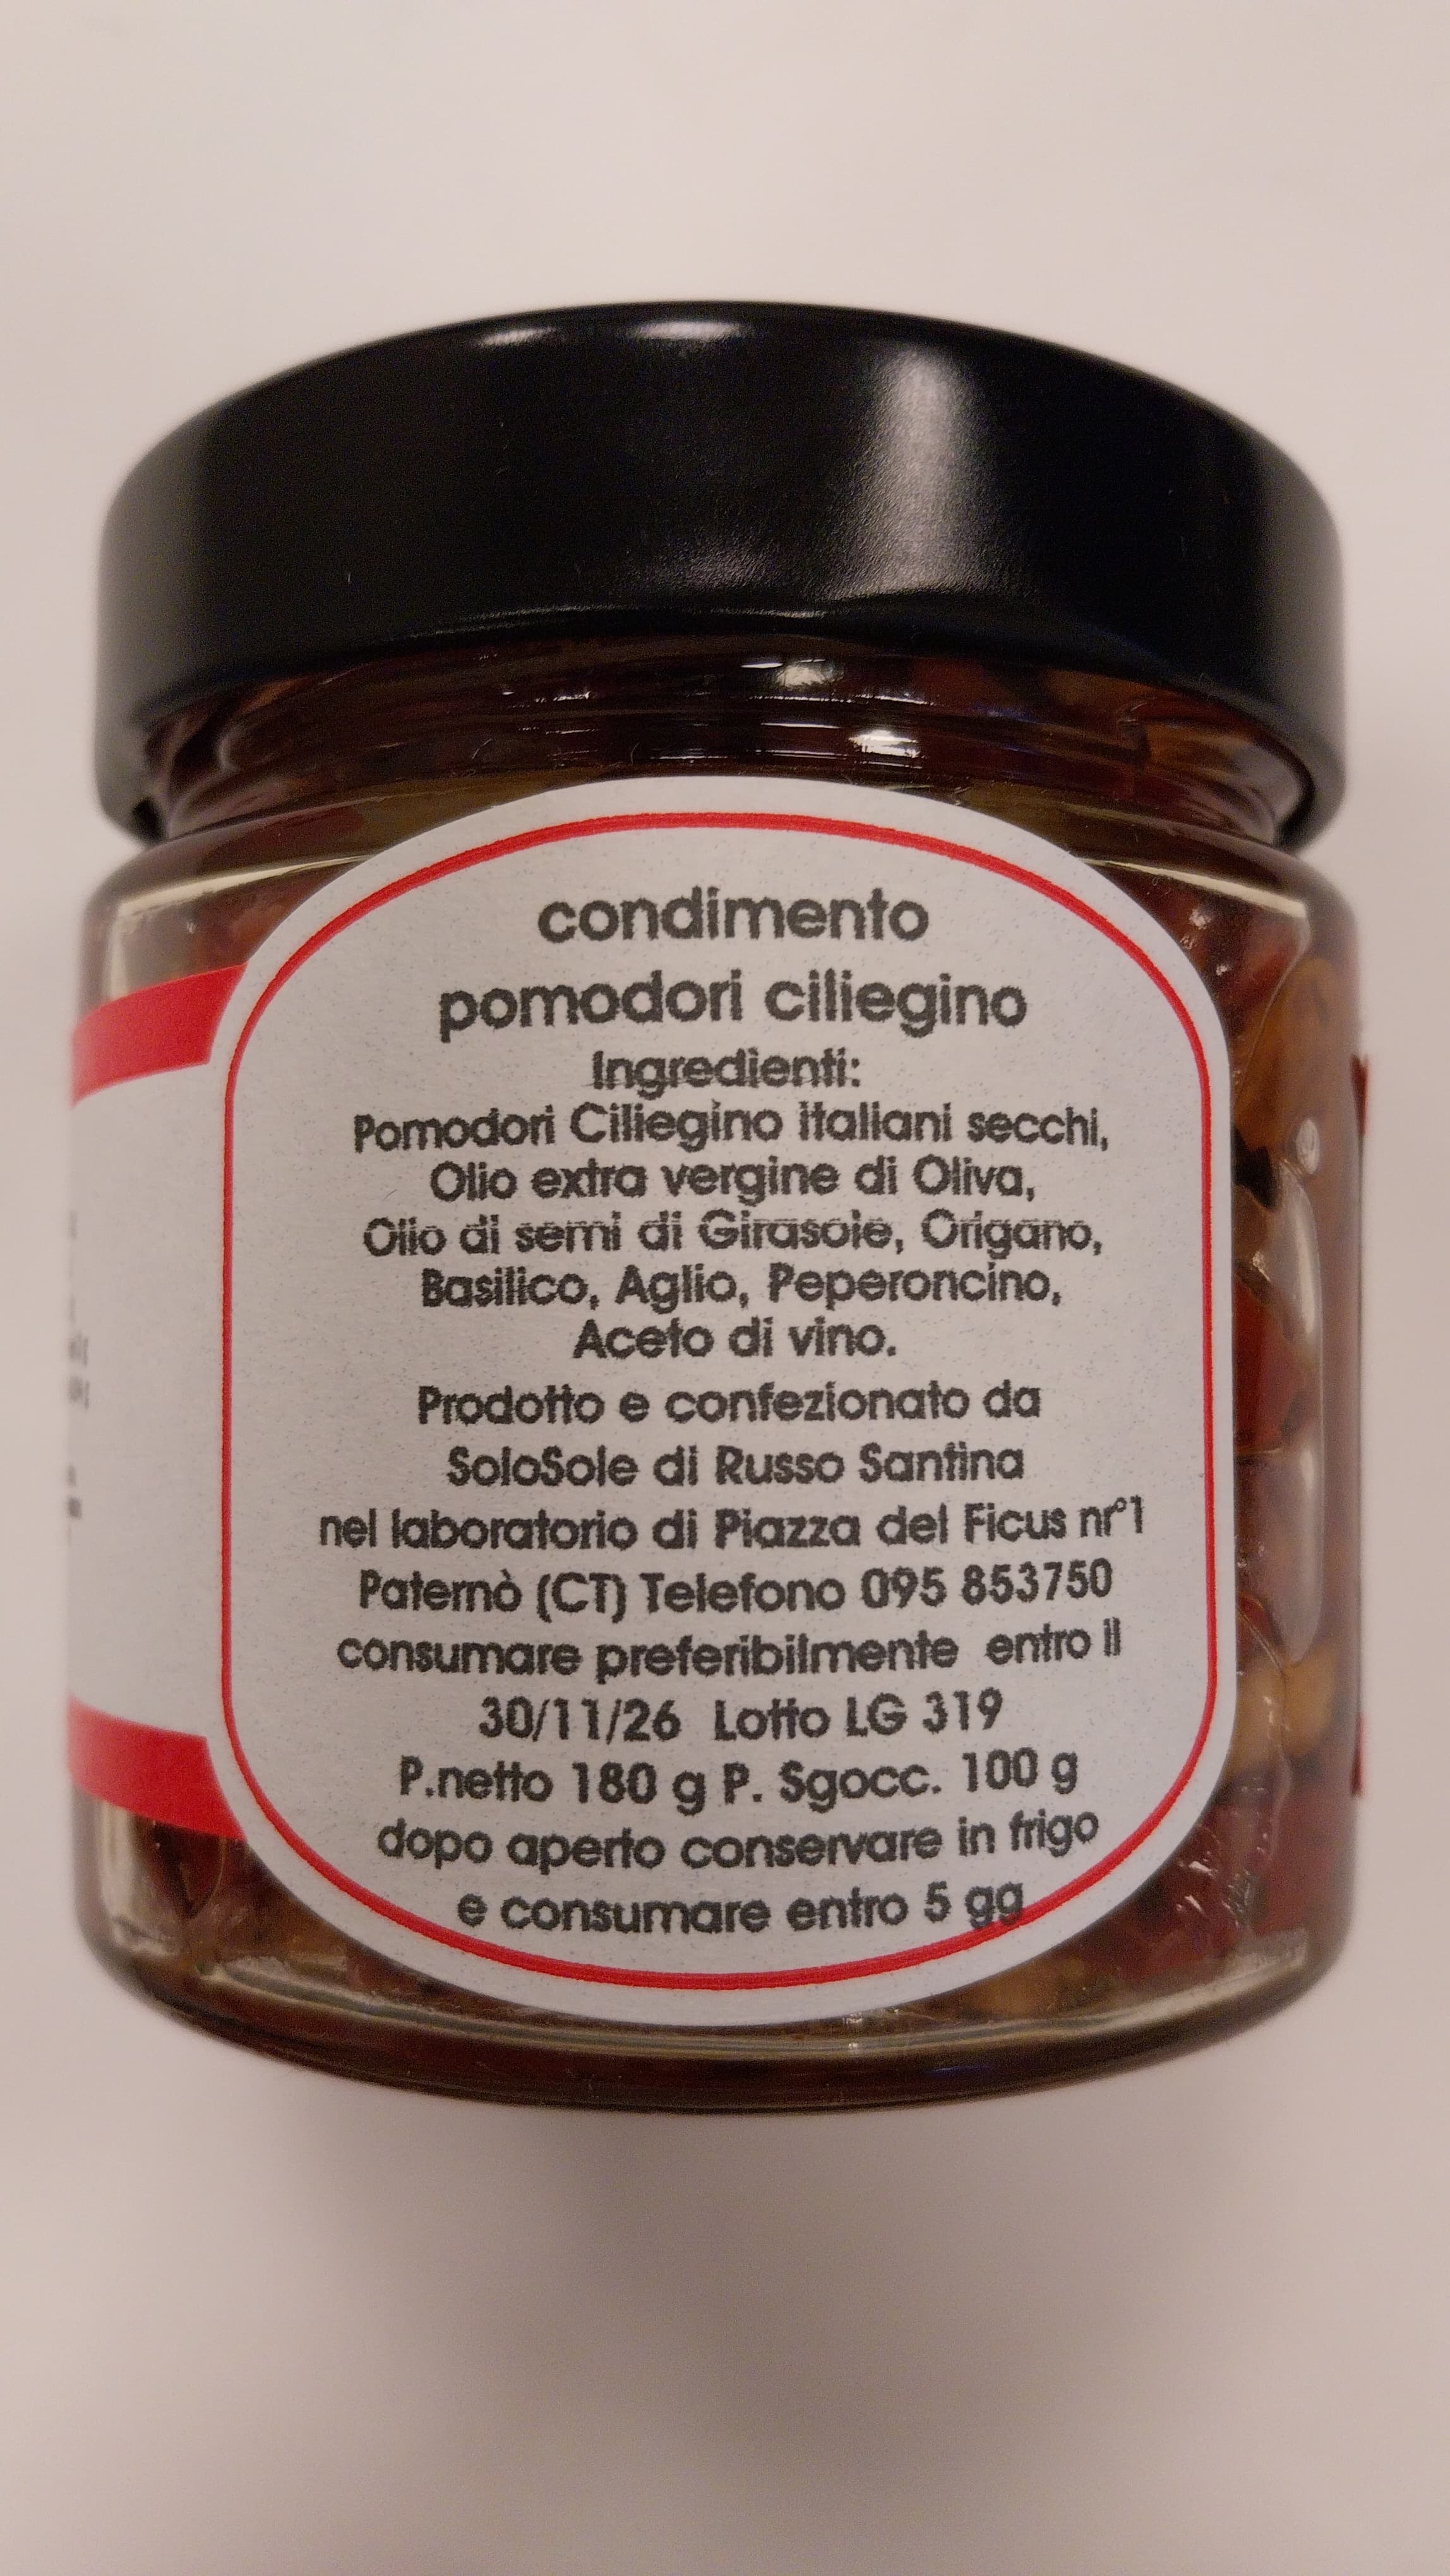 condimento
pomodori ciliegino
Ingredienti:
Pomodori Ciliegino italiani secchi,
Olio extra vergine di Oliva,
Olio di semi di Girasole, Origano,
Basilico, Aglio, Peperoncino,
Aceto di vino.
Prodotto e confezionato da
SoloSole di Russo Santina
nel laboratorio di Piazza del Ficus nr°1
Paternò (CT) Telefono 095 853750
consumare preferibilmente entro il
30/11/26 Lotto LG 319
P.netto 180 g P. Sgocc. 100 g
dopo aperto conservare in frigo
e consumare entro 5 gg